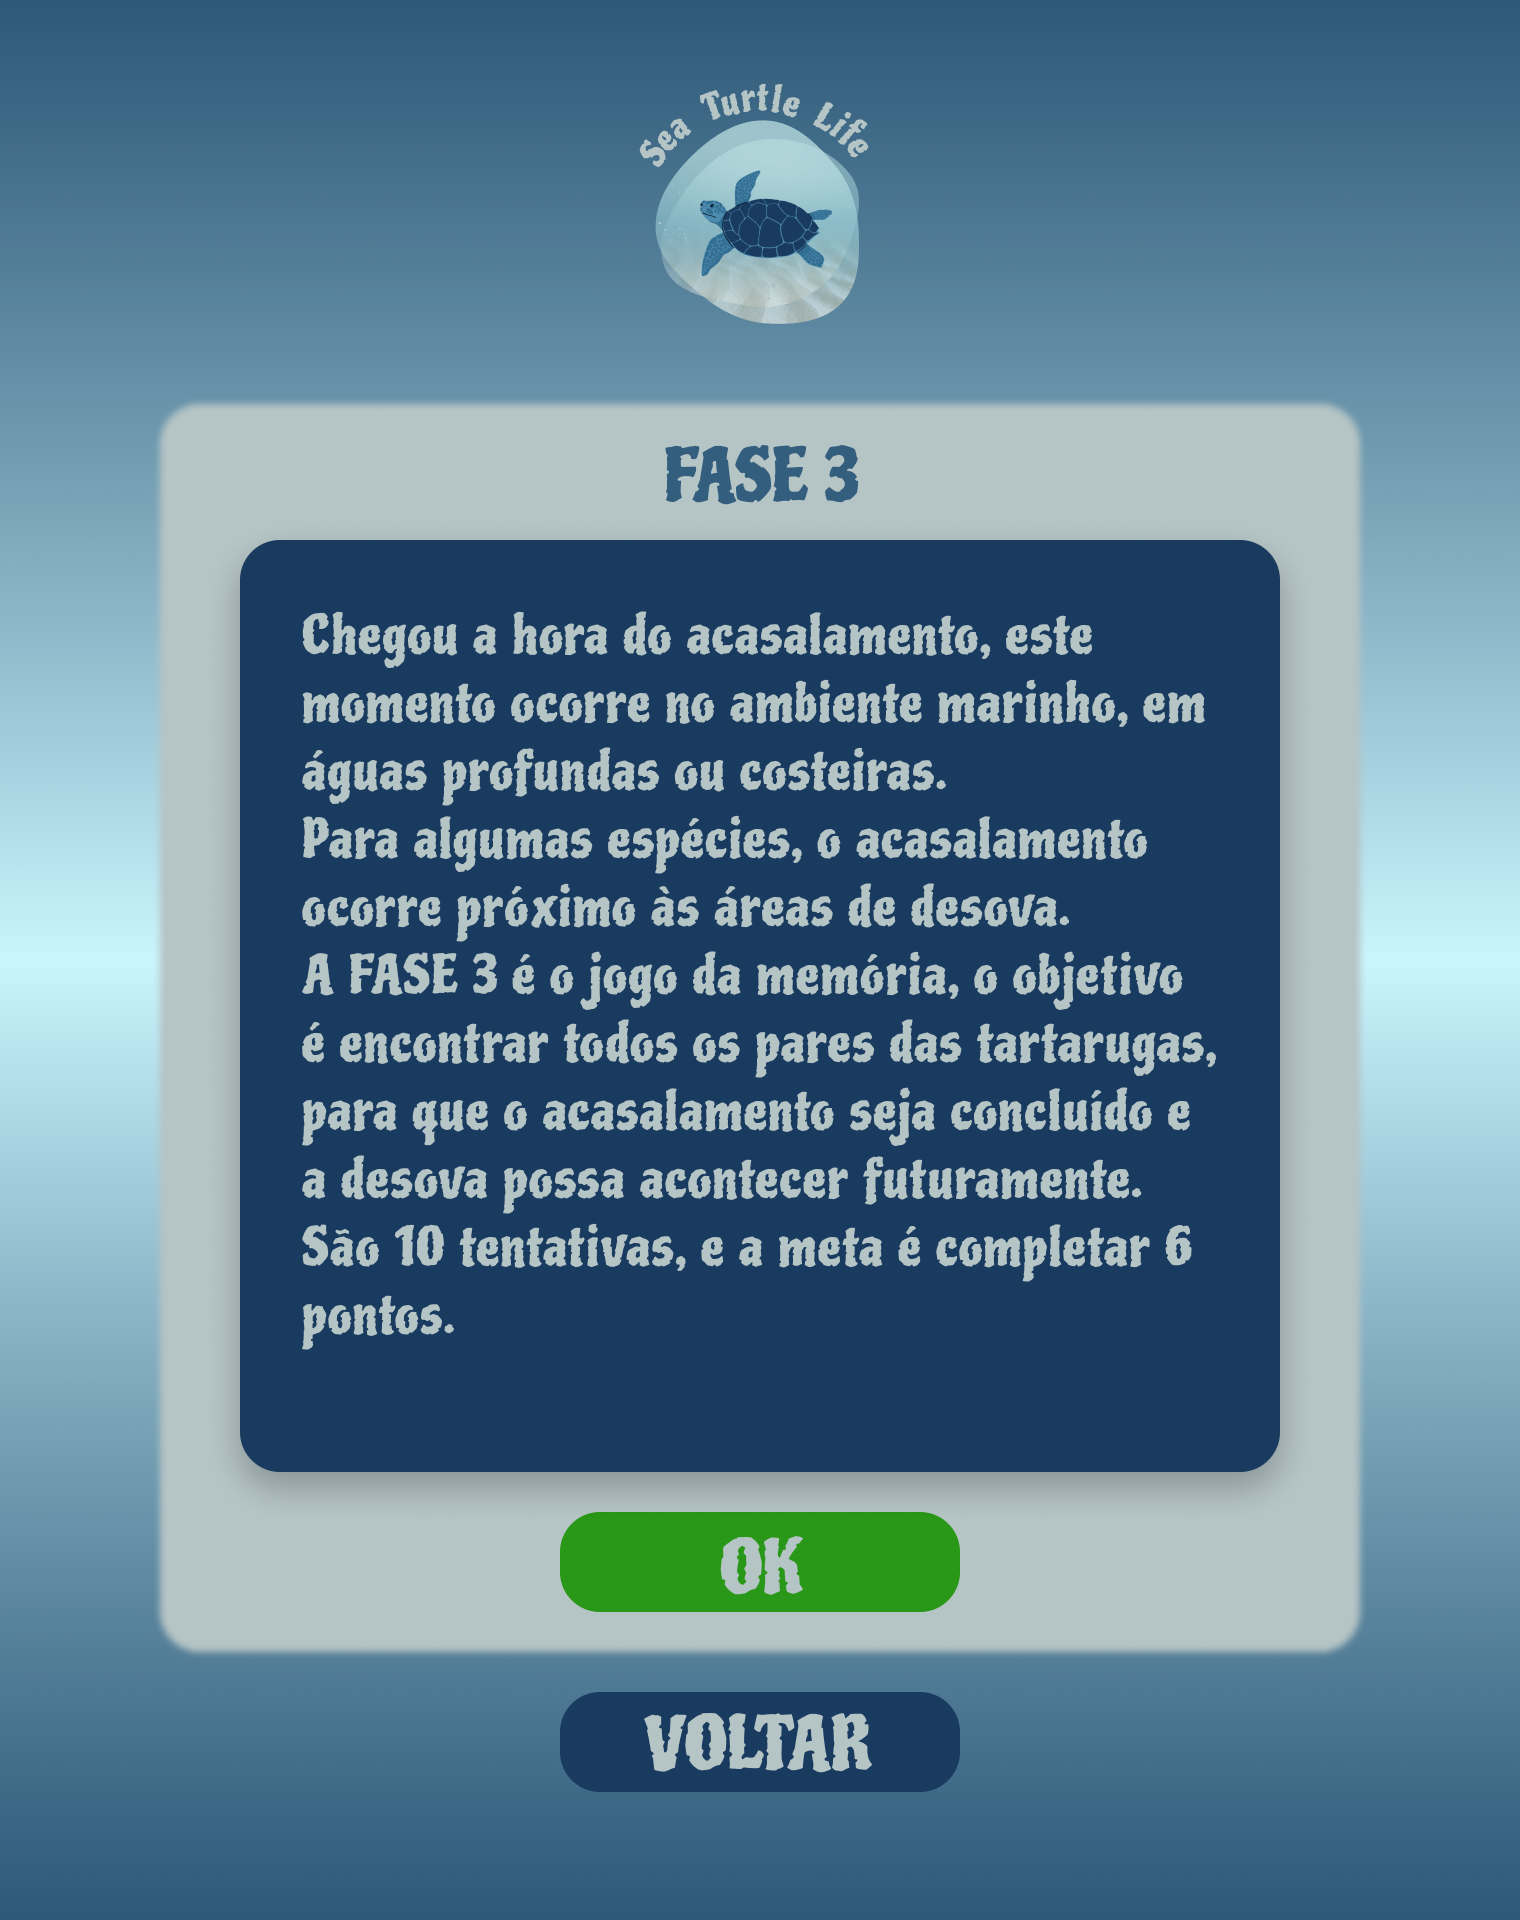 Sea Turtle Life
FASE 3
Chegou a hora do acasalamento, este
momento ocorre no ambiente marinho, em
águas profundas ou costeiras.
Para algumas espécies, o acasalamento
ocorre próximo às áreas de desova.
A FASE 3 é o jogo da memória, o objetivo
é encontrar todos os pares das tartarugas,
para que o acasalamento seja concluído e
a desova possa acontecer futuramente.
São 10 tentativas, e a meta é completar 6
pontos.
OK
VOLTAR